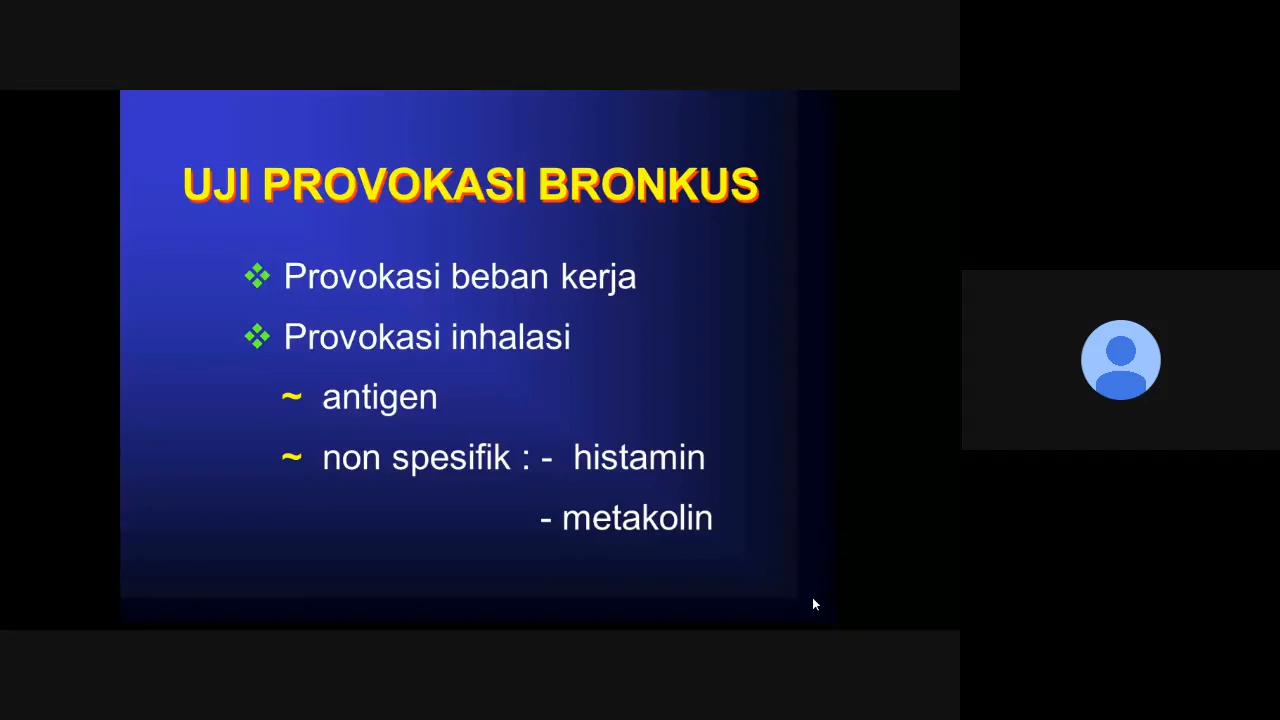 UJI PROVOKASI BRONKUS
Provokasi beban kerja
Provokasi inhalasi
~ antigen
~ non spesifik : - histamin
- metakolin